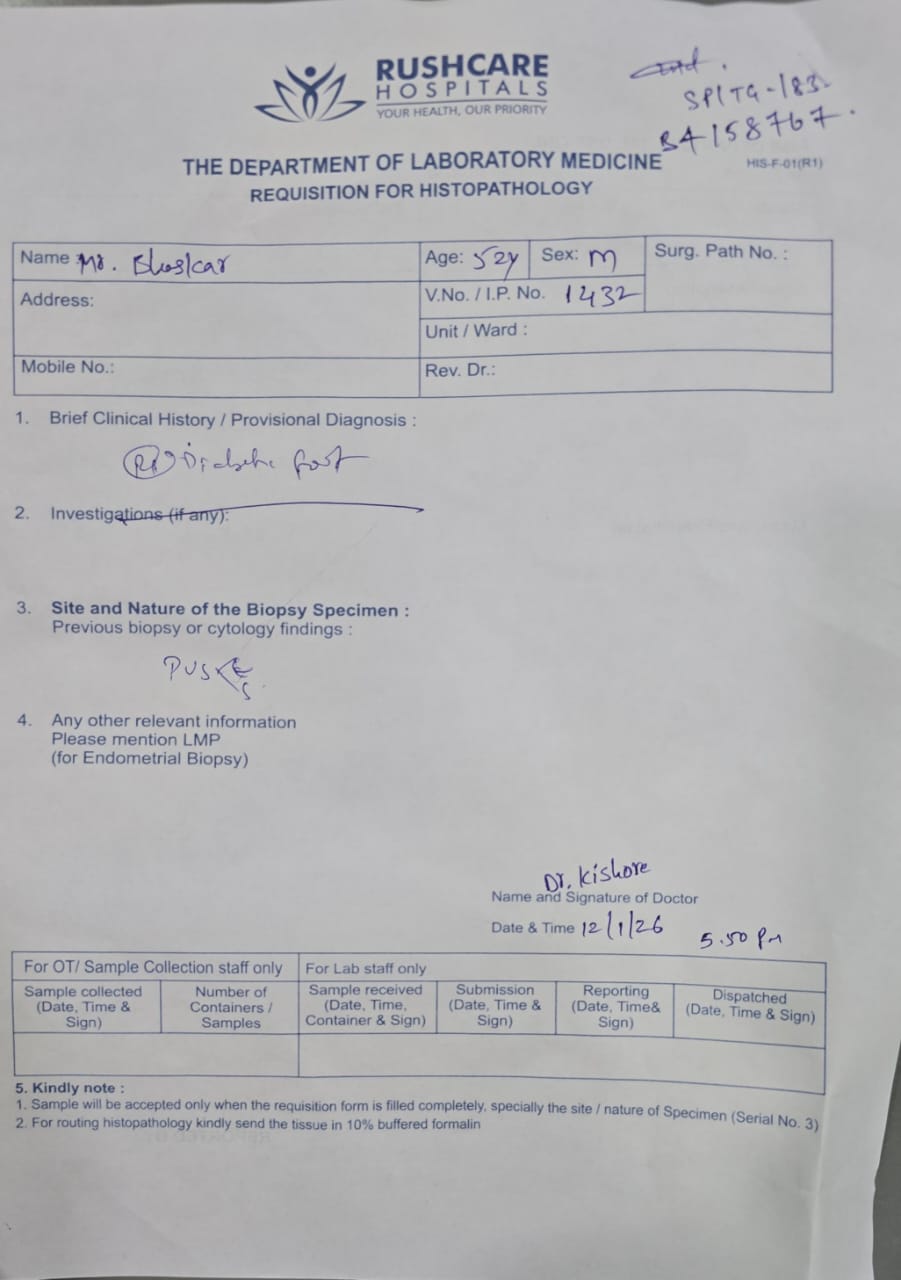 RUSHCARE
HOSPITALS
YOUR HEALTH, OUR PRIORITY
SPITG-183
B4158767.
THE DEPARTMENT OF LABORATORY MEDICINE
HIS-F-01(R1)
REQUISITION FOR HISTOPATHOLOGY
Name : Mr. Bhaskar
Age: 52y
Sex: M
Surg. Path No. :
Address:
V.No. / I.P. No. 1432
Unit / Ward :
Mobile No.:
Rev. Dr.:
1. Brief Clinical History / Provisional Diagnosis :
Rt Diabetic foot
2. Investigations (if any):
3. Site and Nature of the Biopsy Specimen :
Previous biopsy or cytology findings :
PUS C S
4. Any other relevant information
Please mention LMP
(for Endometrial Biopsy)
Dr. Kishore
Name and Signature of Doctor
Date & Time 12/1/26 5.50 Pm
For OT/ Sample Collection staff only
For Lab staff only
Sample collected (Date, Time & Sign)
Number of Containers / Samples
Sample received (Date, Time, Container & Sign)
Submission (Date, Time & Sign)
Reporting (Date, Time& Sign)
Dispatched (Date, Time & Sign)
5. Kindly note :
1. Sample will be accepted only when the requisition form is filled completely, specially the site / nature of Specimen (Serial No. 3)
2. For routing histopathology kindly send the tissue in 10% buffered formalin